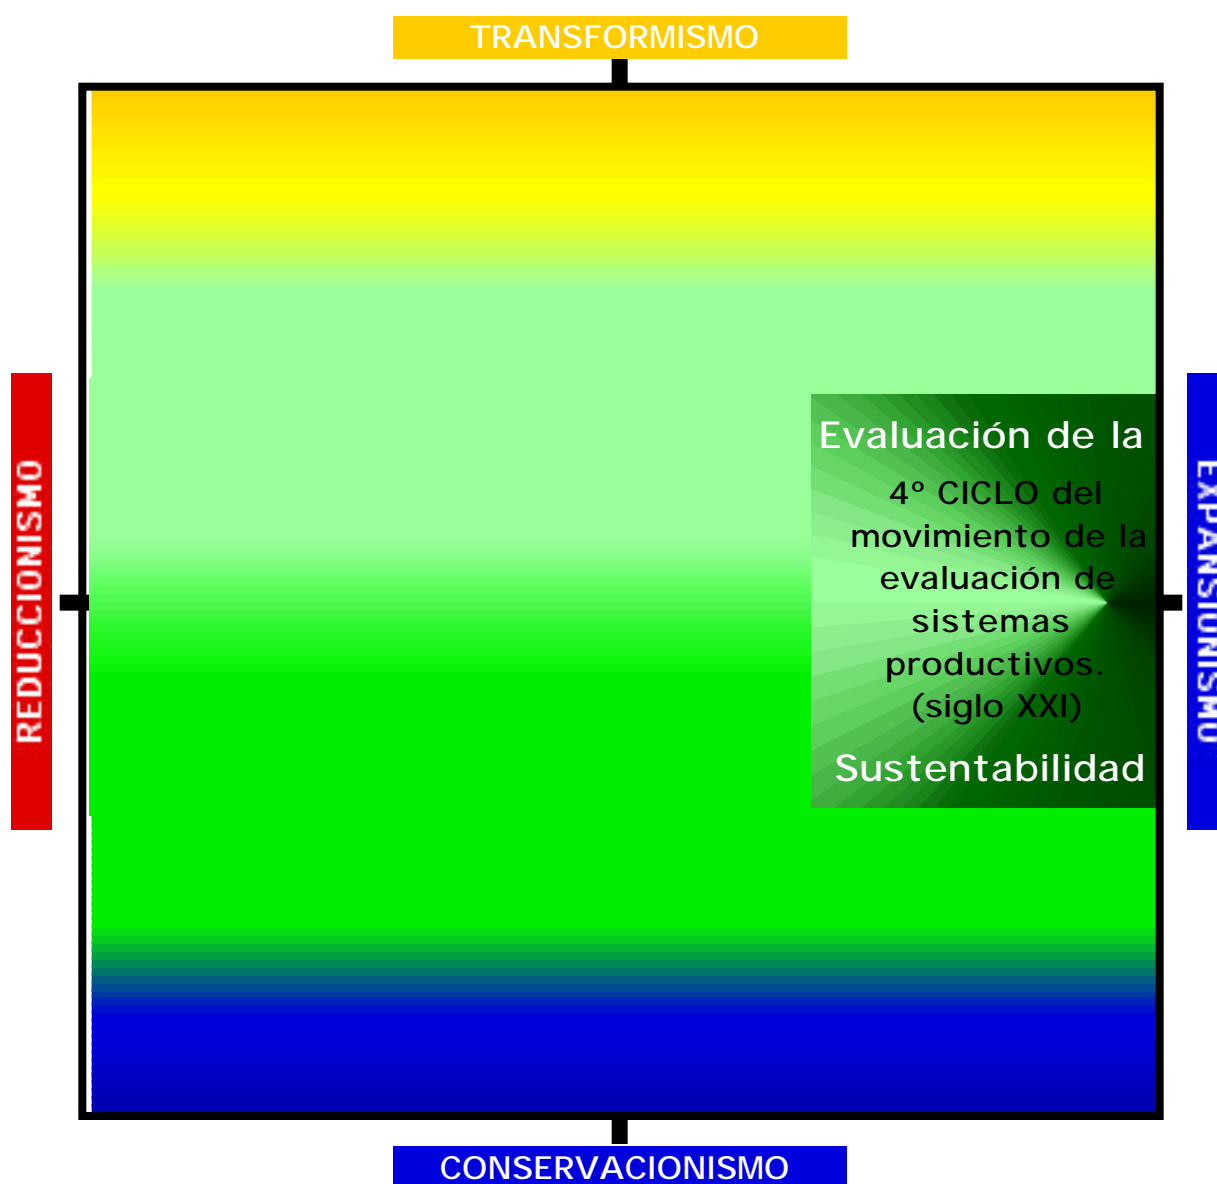 TRANSFORMISMO
REDUCCIONISMO
Evaluación de la
4º CICLO del
movimiento de la
evaluación de
sistemas
productivos.
(siglo XXI)
Sustentabilidad
EXPANSIONISMO
CONSERVACIONISMO